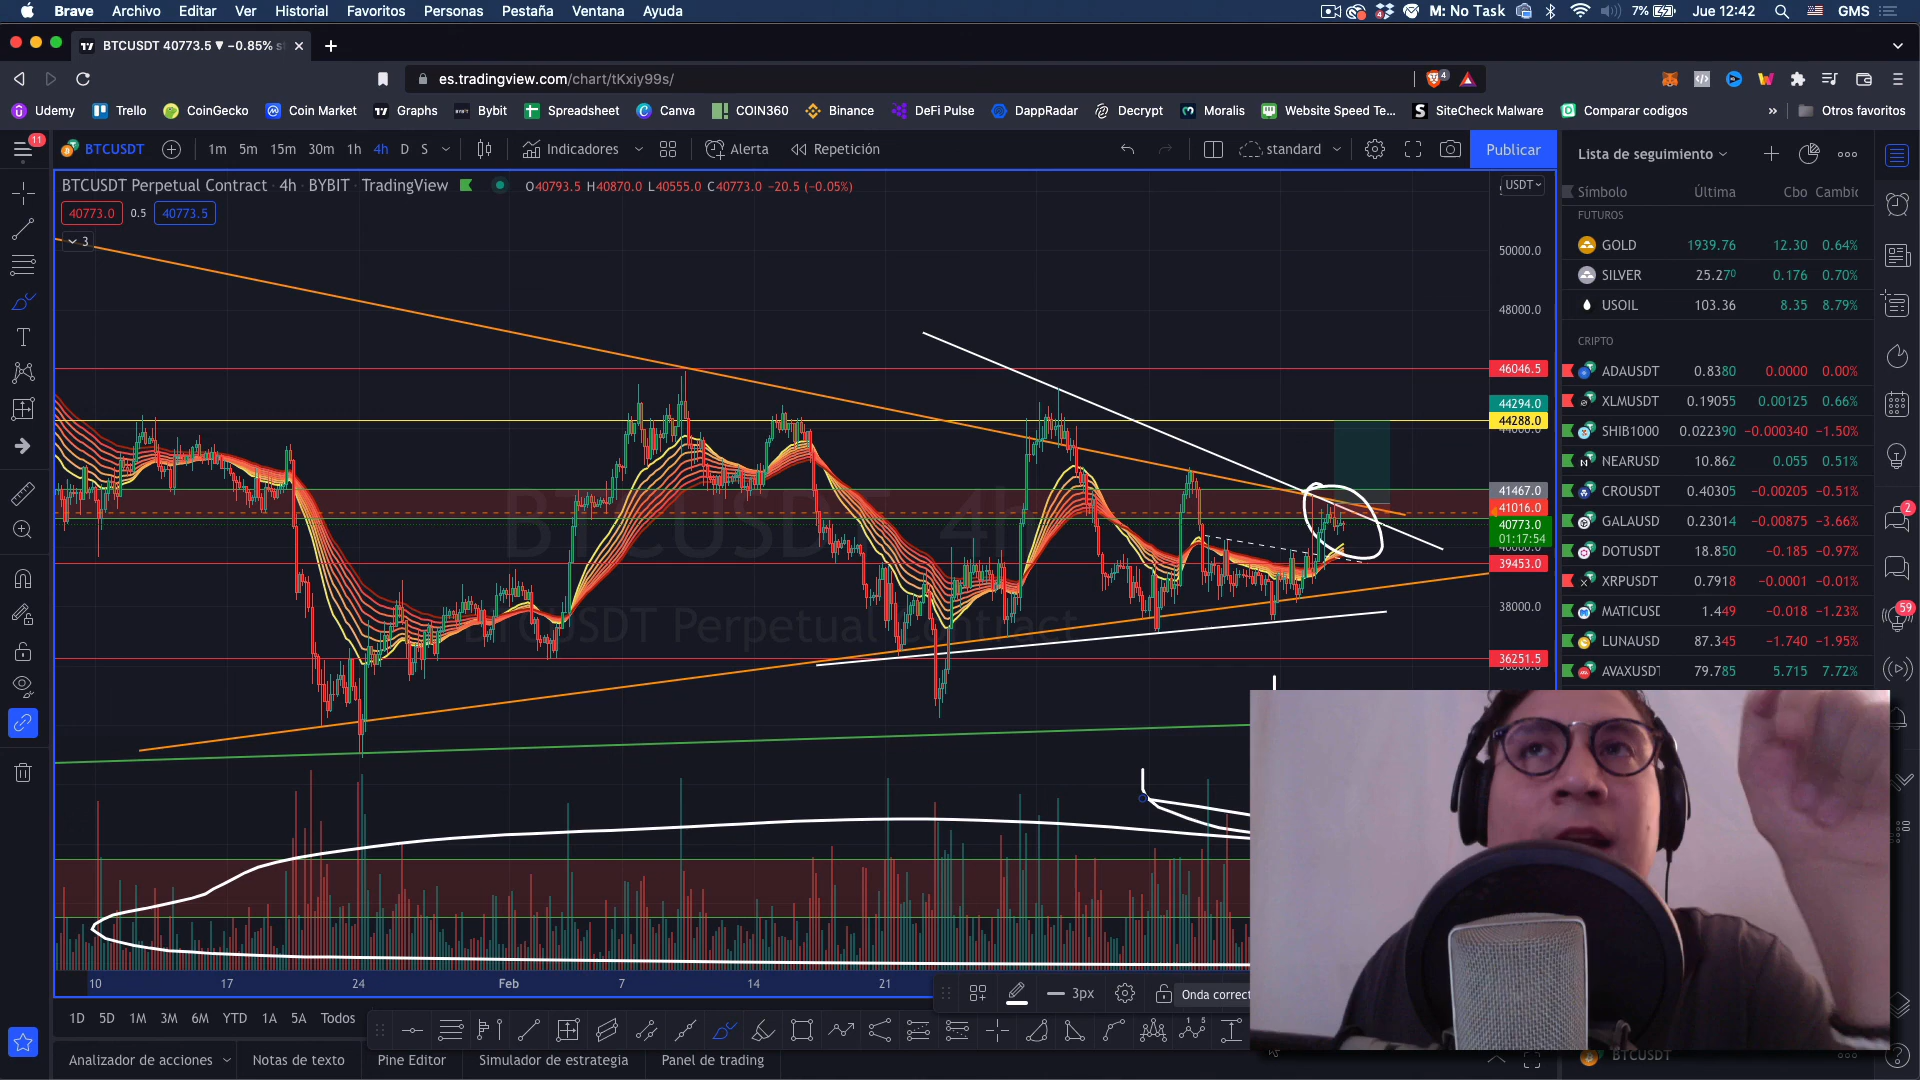 Brave Archivo Editar Ver Historial Favoritos Personas Pestaña Ventana Ayuda M: No Task 7% Jue 12:42 GMS
BTCUSDT 40773.5 ▼ −0.85%
es.tradingview.com/chart/tKxiy99s/
Udemy Trello CoinGecko Coin Market Graphs Bybit Spreadsheet Canva COIN360 Binance DeFi Pulse DappRadar Decrypt Moralis Website Speed Te... SiteCheck Malware Comparar codigos » Otros favoritos
11 BTCUSDT 1m 5m 15m 30m 1h 4h D S Indicadores Alerta Repetición standard Publicar
Lista de seguimiento
BTCUSDT Perpetual Contract · 4h · BYBIT · TradingView O40793.5 H40870.0 L40555.0 C40773.0 −20.5 (−0.05%) USDT
40773.0 0.5 40773.5
3
Símbolo Última Cbo Cambic
FUTUROS
GOLD 1939.76 12.30 0.64%
SILVER 25.270 0.176 0.70%
USOIL 103.36 8.35 8.79%
CRIPTO
ADAUSDT 0.8380 0.0000 0.00%
XLMUSDT 0.19055 0.00125 0.66%
SHIB1000 0.022390 −0.000340 −1.50%
NEARUSD 10.862 0.055 0.51%
CROUSDT 0.40305 −0.00205 −0.51%
GALAUSD 0.23014 −0.00875 −3.66%
DOTUSDT 18.850 −0.185 −0.97%
XRPUSDT 0.7918 −0.0001 −0.01%
MATICUSD 1.449 −0.018 −1.23%
LUNAUSD 87.345 −1.740 −1.95%
AVAXUSDT 79.785 5.715 7.72%
2
59
50000.0
48000.0
46046.5
44294.0
44288.0
41467.0
41016.0
40773.0
01:17:54
39453.0
38000.0
36251.5
BTCUSDT, 4h
BTCUSDT Perpetual Contract
10 17 24 Feb 7 14 21
3px Onda correct
1D 5D 1M 3M 6M YTD 1A 5A Todos
Analizador de acciones Notas de texto Pine Editor Simulador de estrategia Panel de trading
BTCUSDT